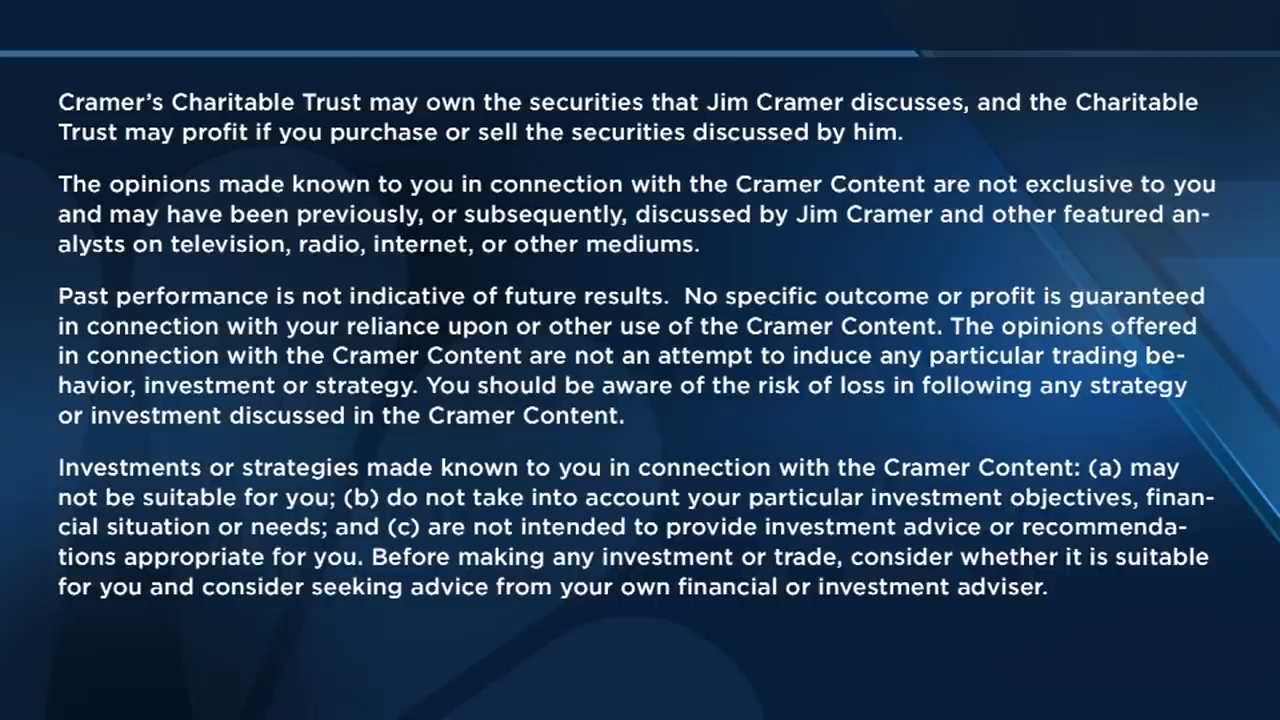 Cramer’s Charitable Trust may own the securities that Jim Cramer discusses, and the Charitable
Trust may profit if you purchase or sell the securities discussed by him.
The opinions made known to you in connection with the Cramer Content are not exclusive to you
and may have been previously, or subsequently, discussed by Jim Cramer and other featured an-
alysts on television, radio, internet, or other mediums.
Past performance is not indicative of future results.  No specific outcome or profit is guaranteed
in connection with your reliance upon or other use of the Cramer Content. The opinions offered
in connection with the Cramer Content are not an attempt to induce any particular trading be-
havior, investment or strategy. You should be aware of the risk of loss in following any strategy
or investment discussed in the Cramer Content.
Investments or strategies made known to you in connection with the Cramer Content: (a) may
not be suitable for you; (b) do not take into account your particular investment objectives, finan-
cial situation or needs; and (c) are not intended to provide investment advice or recommenda-
tions appropriate for you. Before making any investment or trade, consider whether it is suitable
for you and consider seeking advice from your own financial or investment adviser.